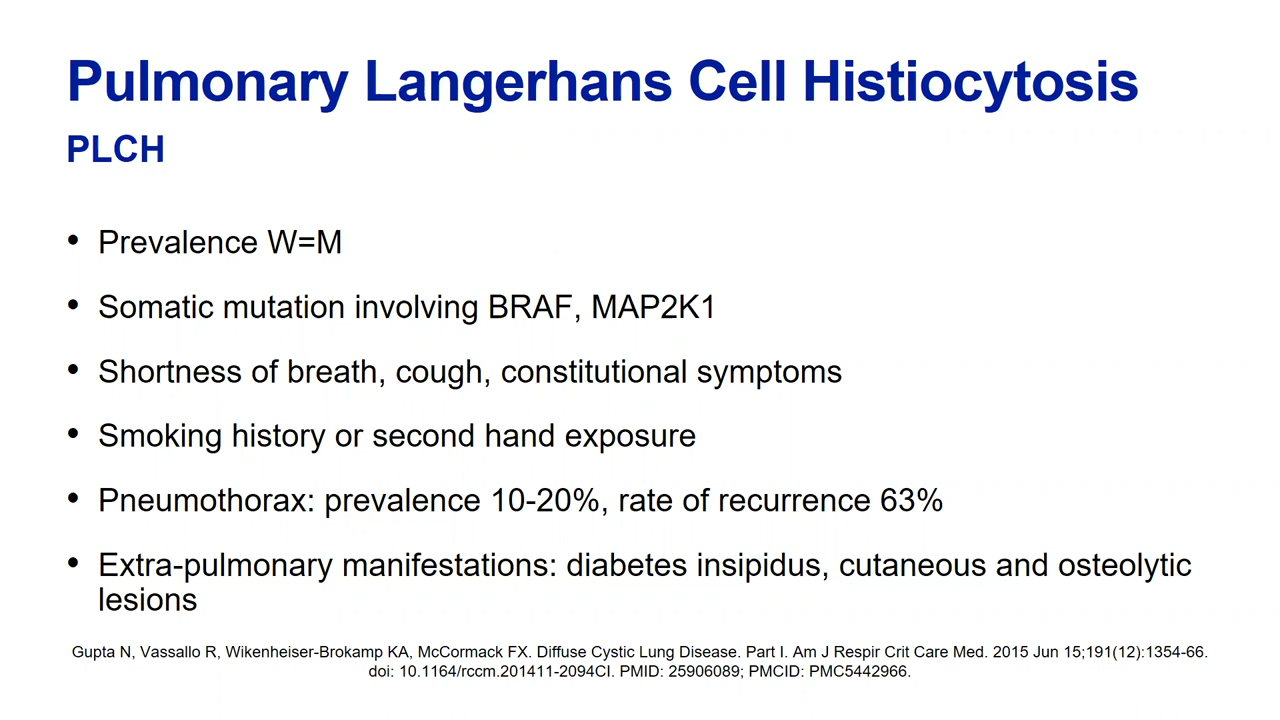 Pulmonary Langerhans Cell Histiocytosis
PLCH
• Prevalence W=M
• Somatic mutation involving BRAF, MAP2K1
• Shortness of breath, cough, constitutional symptoms
• Smoking history or second hand exposure
• Pneumothorax: prevalence 10-20%, rate of recurrence 63%
• Extra-pulmonary manifestations: diabetes insipidus, cutaneous and osteolytic
lesions
Gupta N, Vassallo R, Wikenheiser-Brokamp KA, McCormack FX. Diffuse Cystic Lung Disease. Part I. Am J Respir Crit Care Med. 2015 Jun 15;191(12):1354-66.
doi: 10.1164/rccm.201411-2094CI. PMID: 25906089; PMCID: PMC5442966.